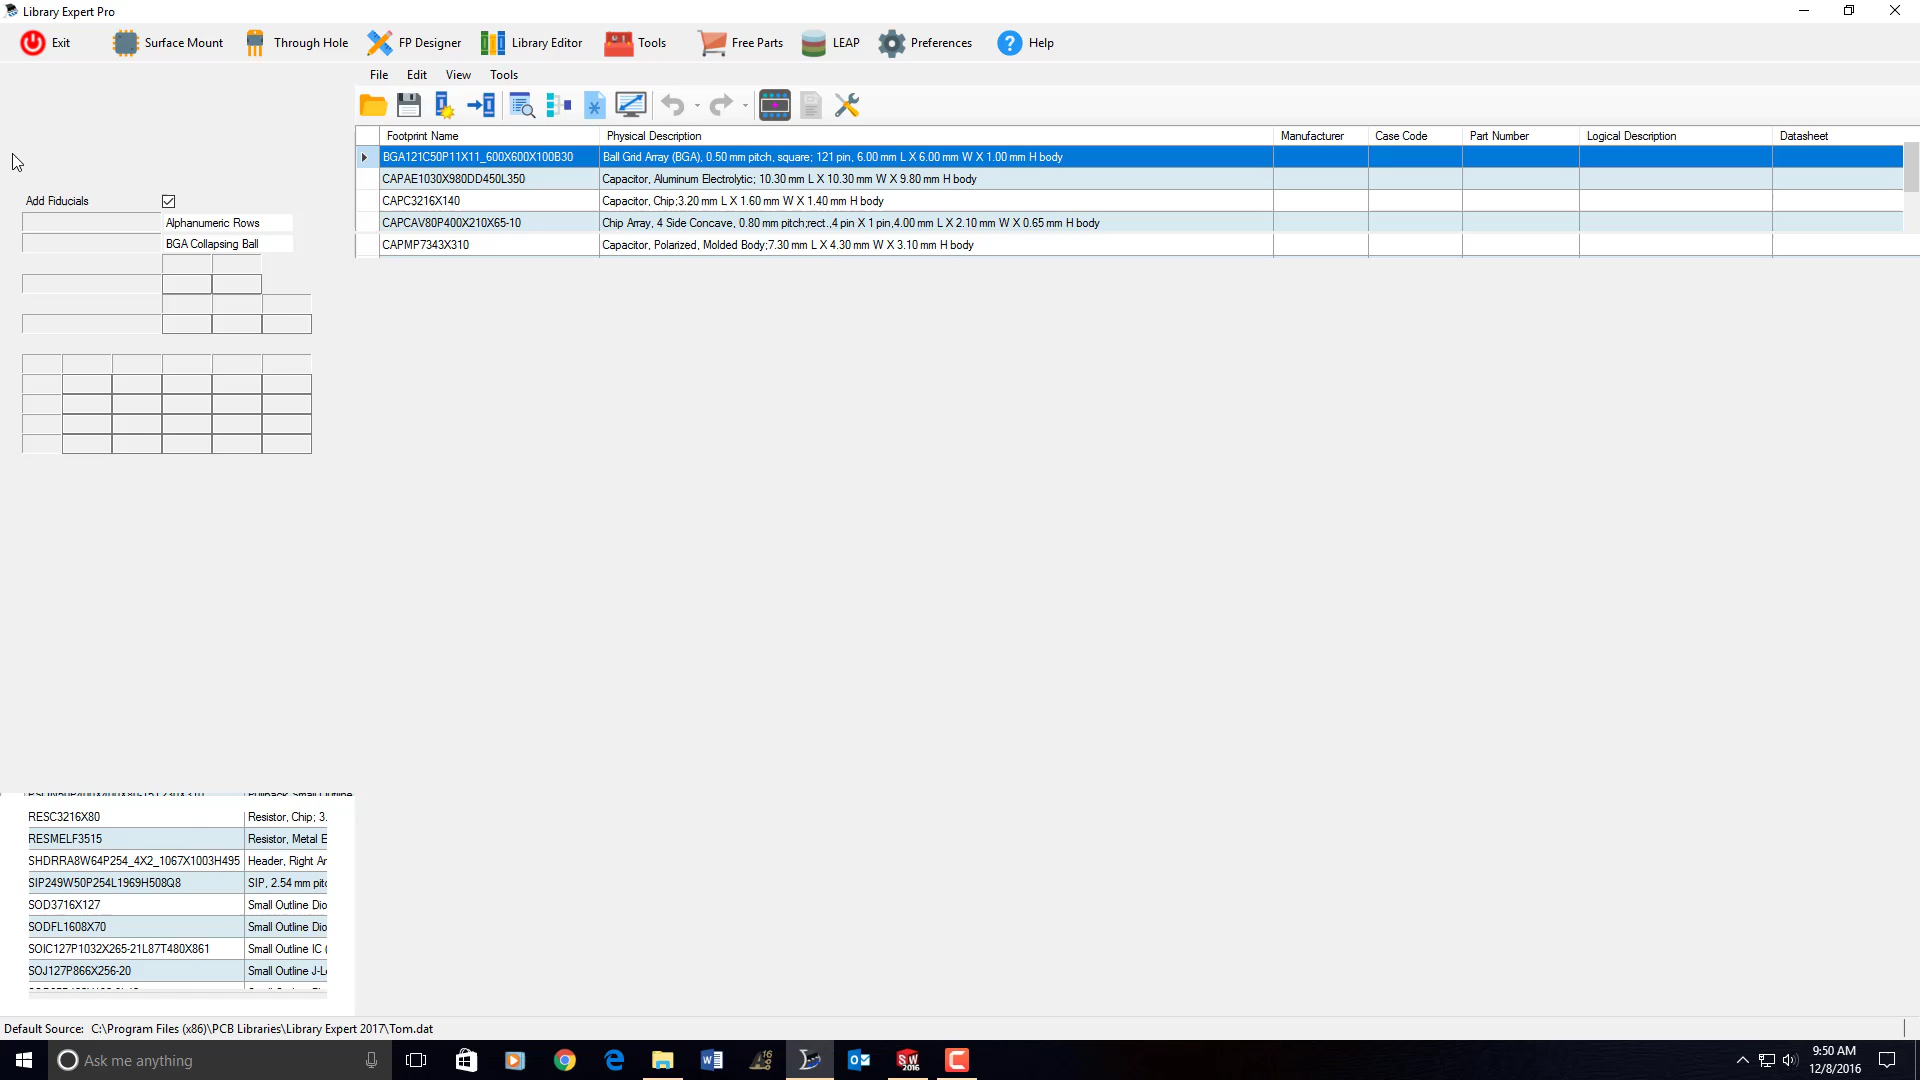 Library Expert Pro
Exit Surface Mount Through Hole FP Designer Library Editor Tools Free Parts LEAP Preferences Help
File Edit View Tools
Footprint Name Physical Description Manufacturer Case Code Part Number Logical Description Datasheet
BGA121C50P11X11_600X600X100B30 Ball Grid Array (BGA), 0.50 mm pitch, square; 121 pin, 6.00 mm L X 6.00 mm W X 1.00 mm H body
CAPAE1030X980DD450L350 Capacitor, Aluminum Electrolytic; 10.30 mm L X 10.30 mm W X 9.80 mm H body
CAPC3216X140 Capacitor, Chip;3.20 mm L X 1.60 mm W X 1.40 mm H body
CAPCAV80P400X210X65-10 Chip Array, 4 Side Concave, 0.80 mm pitch;rect.,4 pin X 1 pin,4.00 mm L X 2.10 mm W X 0.65 mm H body
CAPMP7343X310 Capacitor, Polarized, Molded Body;7.30 mm L X 4.30 mm W X 3.10 mm H body
Add Fiducials
Alphanumeric Rows
BGA Collapsing Ball
RESC3216X80 Resistor, Chip; 3.
RESMELF3515 Resistor, Metal E
SHDRRA8W64P254_4X2_1067X1003H495 Header, Right An
SIP249W50P254L1969H508Q8 SIP, 2.54 mm pitc
SOD3716X127 Small Outline Dio
SODFL1608X70 Small Outline Dio
SOIC127P1032X265-21L87T480X861 Small Outline IC (
SOJ127P866X256-20 Small Outline J-Le
Default Source: C:\Program Files (x86)\PCB Libraries\Library Expert 2017\Tom.dat
Ask me anything
SW
2016
16
9:50 AM
12/8/2016